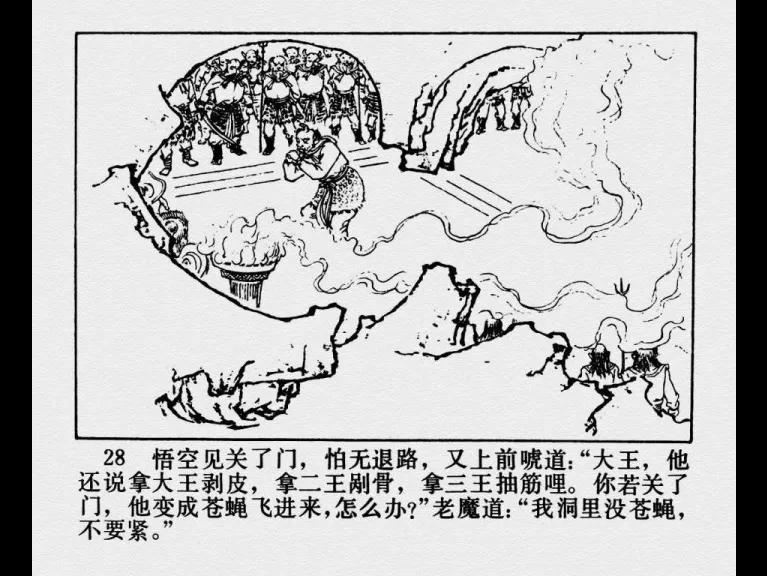 28 悟空见关了门，怕无退路，又上前唬道：“大王，他
还说拿大王剥皮，拿二王剐骨，拿三王抽筋哩。你若关了
门，他变成苍蝇飞进来，怎么办？”老魔道：“我洞里没苍蝇，
不要紧。”